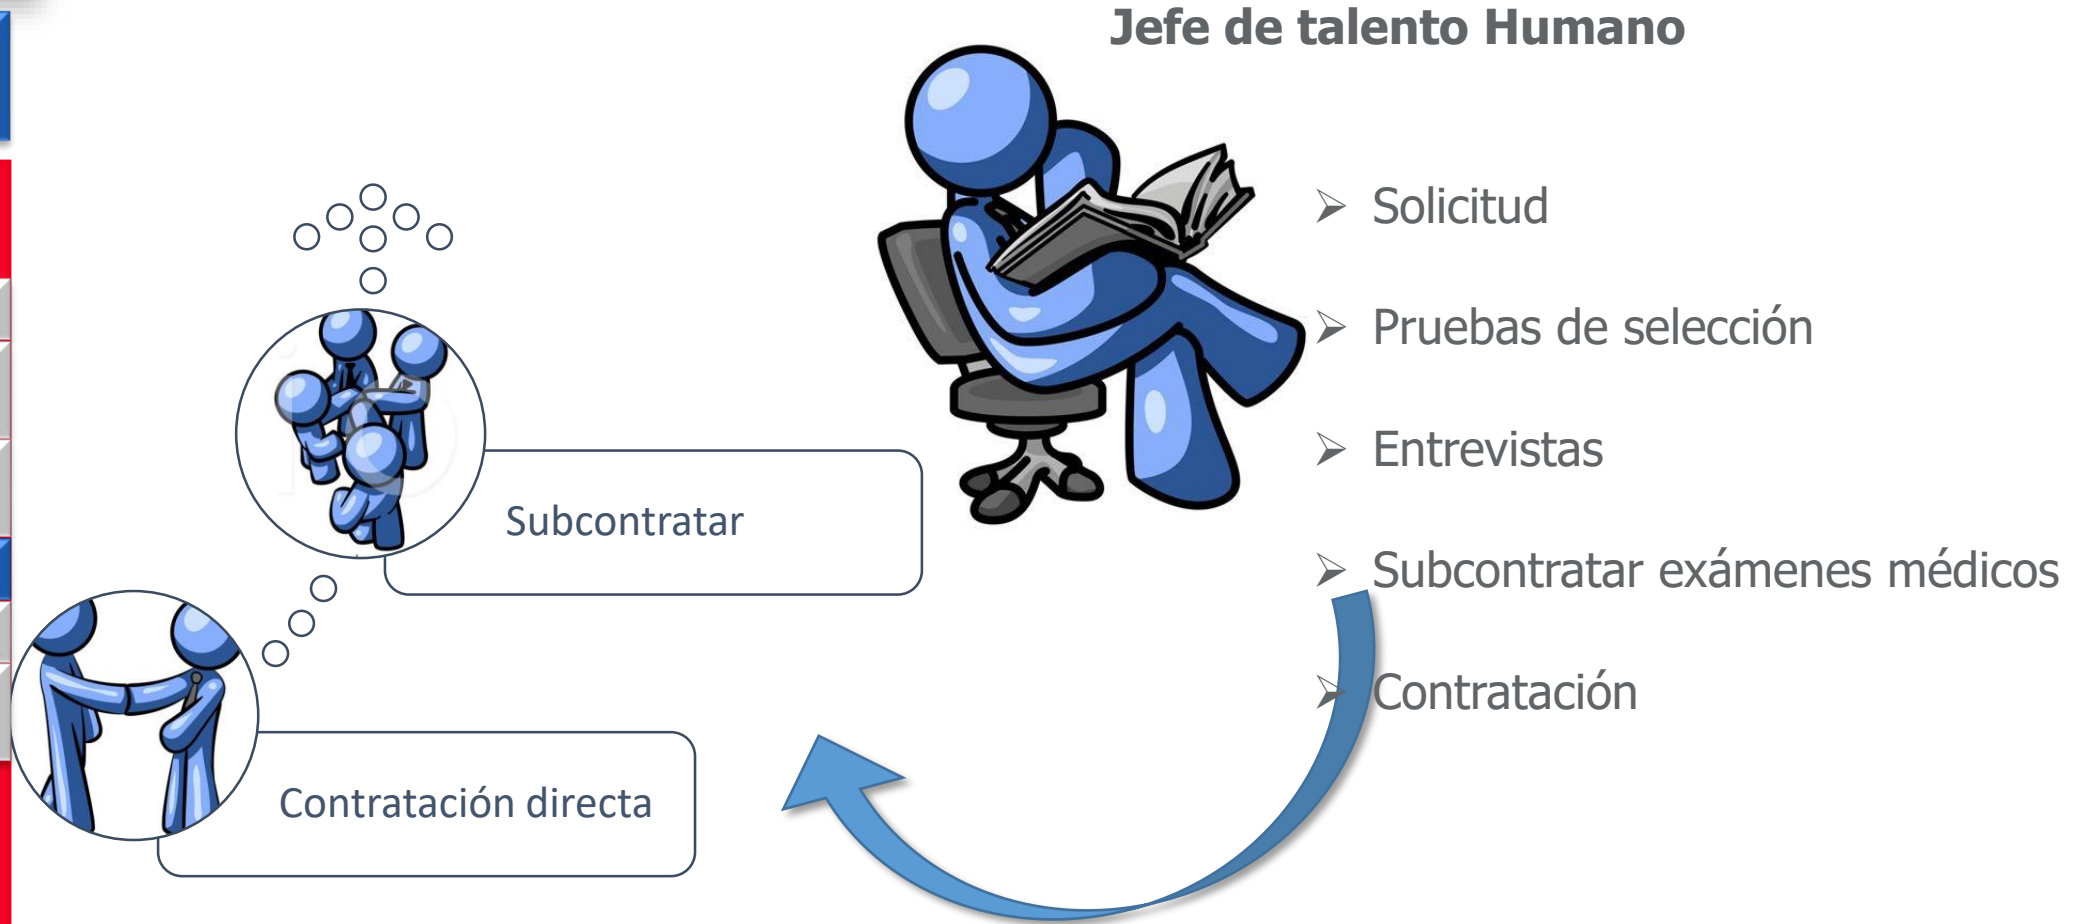 Jefe de talento Humano
Solicitud
Pruebas de selección
Entrevistas
Subcontratar exámenes médicos
Contratación
Subcontratar
Contratación directa